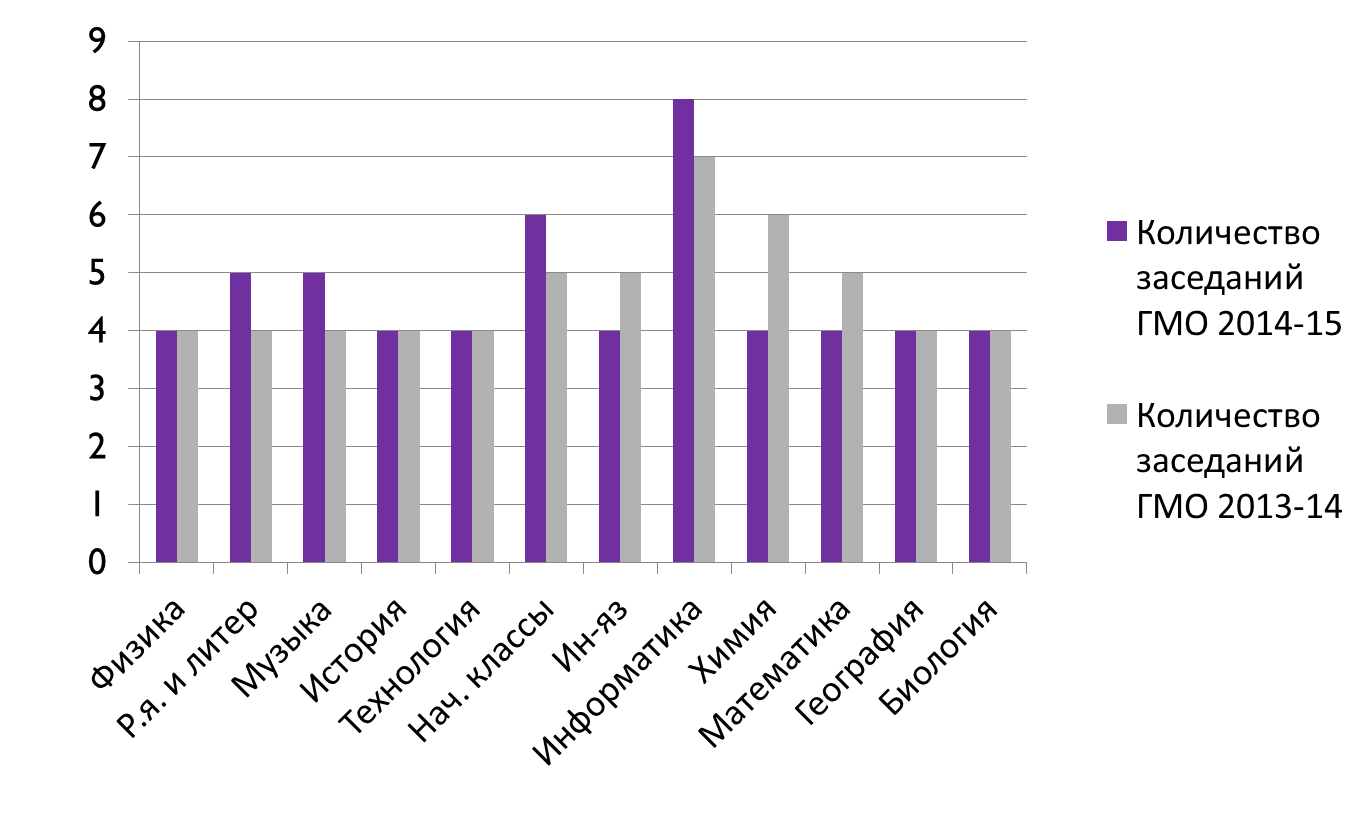 9
8
7
6
5
4
3
2
1
0
Физика
Р.я. и литер
Музыка
История
Технология
Нач. классы
Ин-яз
Информатика
Химия
Математика
География
Биология
Количество
заседаний
ГМО 2014-15
Количество
заседаний
ГМО 2013-14